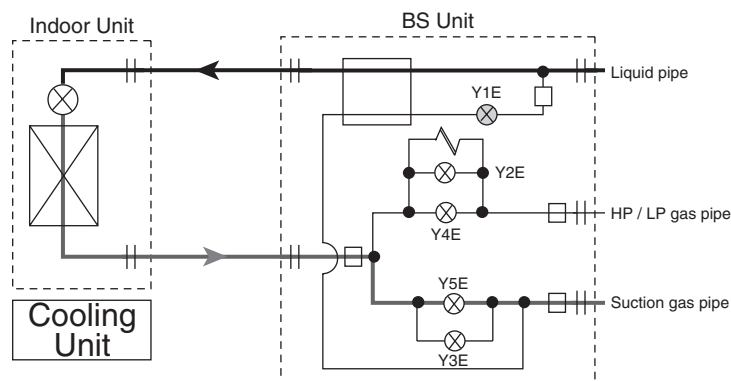 Indoor Unit
BS Unit
Liquid pipe
Y1E
Y2E
HP / LP gas pipe
Y4E
Y5E
Suction gas pipe
Y3E
Cooling
Unit